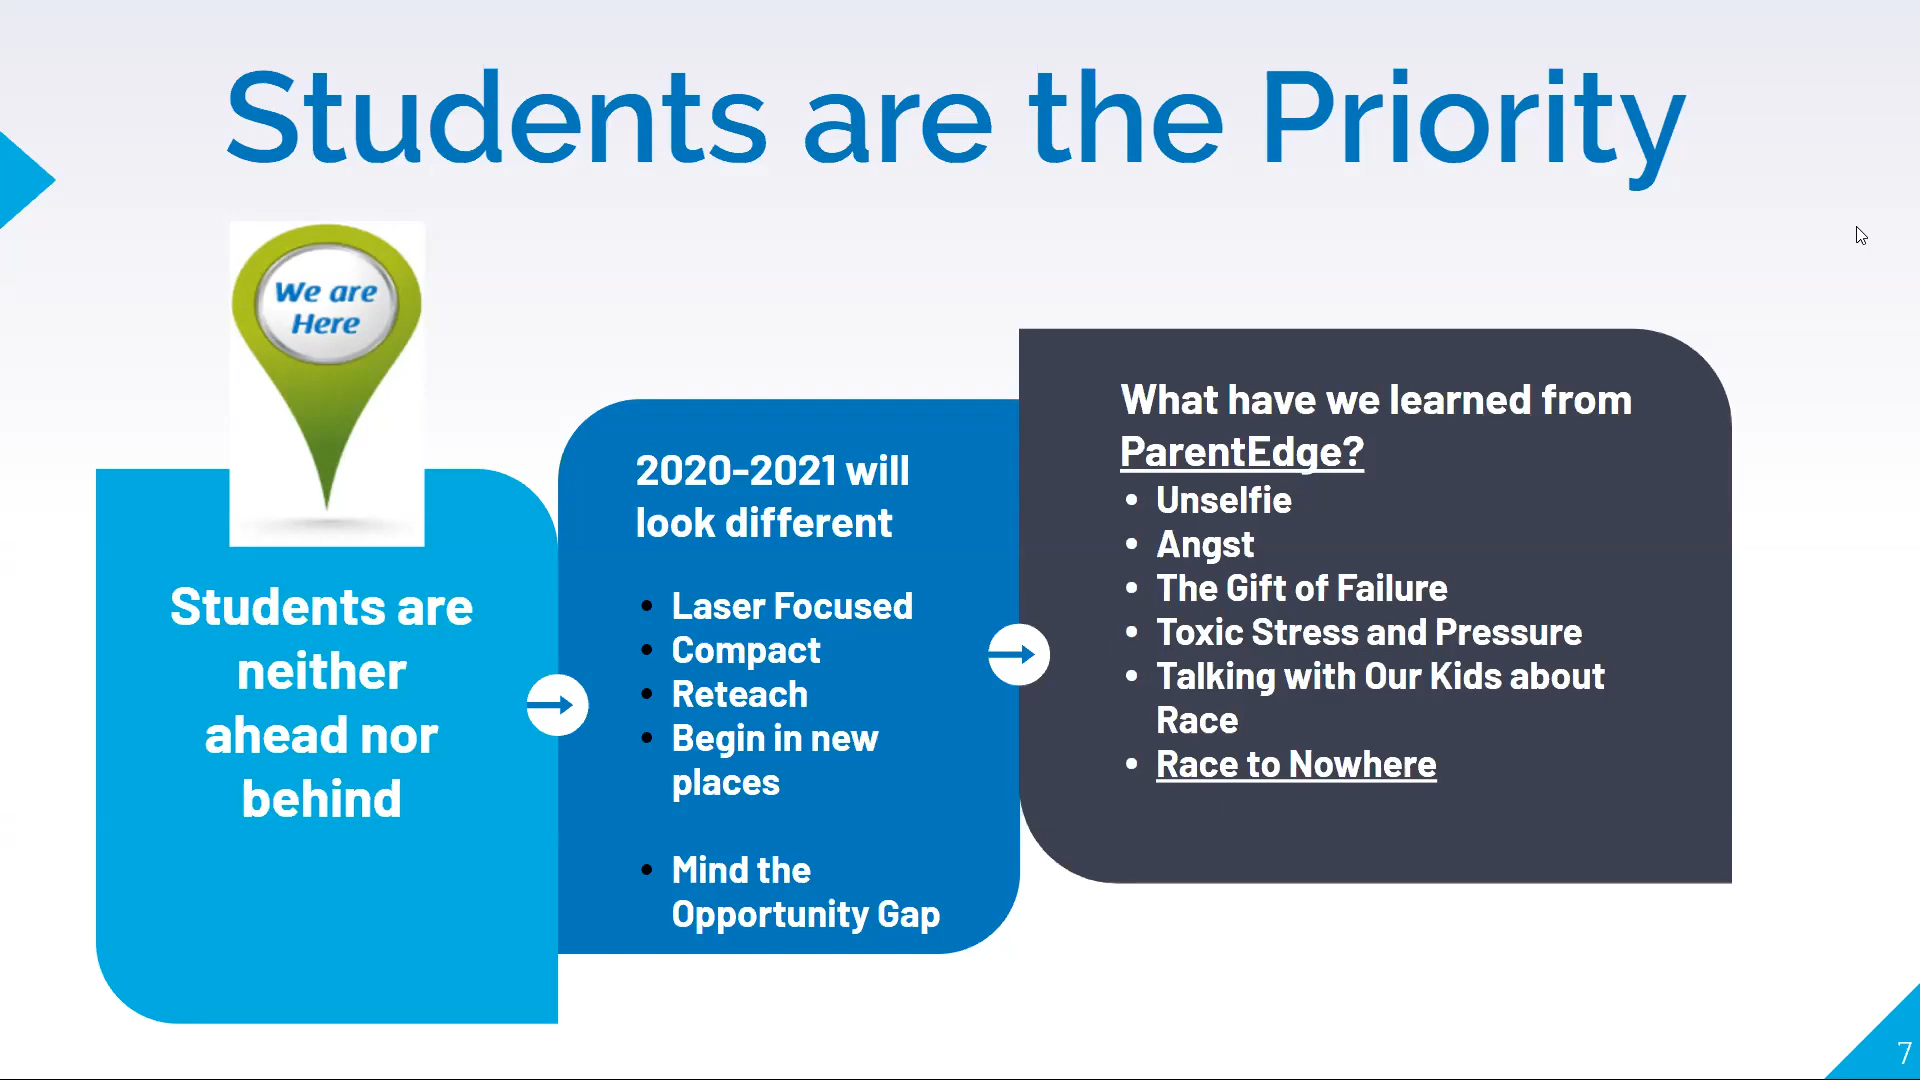 Students are the Priority
We are
Here
Students are
neither
ahead nor
behind
2020-2021 will
look different
• Laser Focused
• Compact
• Reteach
• Begin in new
places
• Mind the
Opportunity Gap
What have we learned from
ParentEdge?
• Unselfie
• Angst
• The Gift of Failure
• Toxic Stress and Pressure
• Talking with Our Kids about
Race
• Race to Nowhere
7